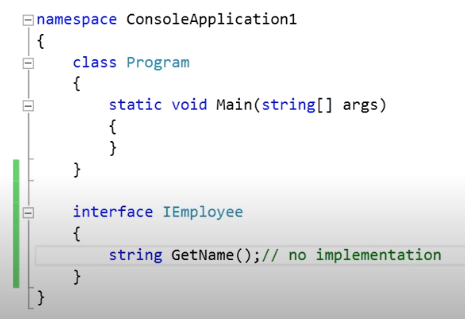 namespace ConsoleApplication1
{
    class Program
    {
        static void Main(string[] args)
        {
        }
    }
    interface IEmployee
    {
        string GetName();// no implementation
    }
}